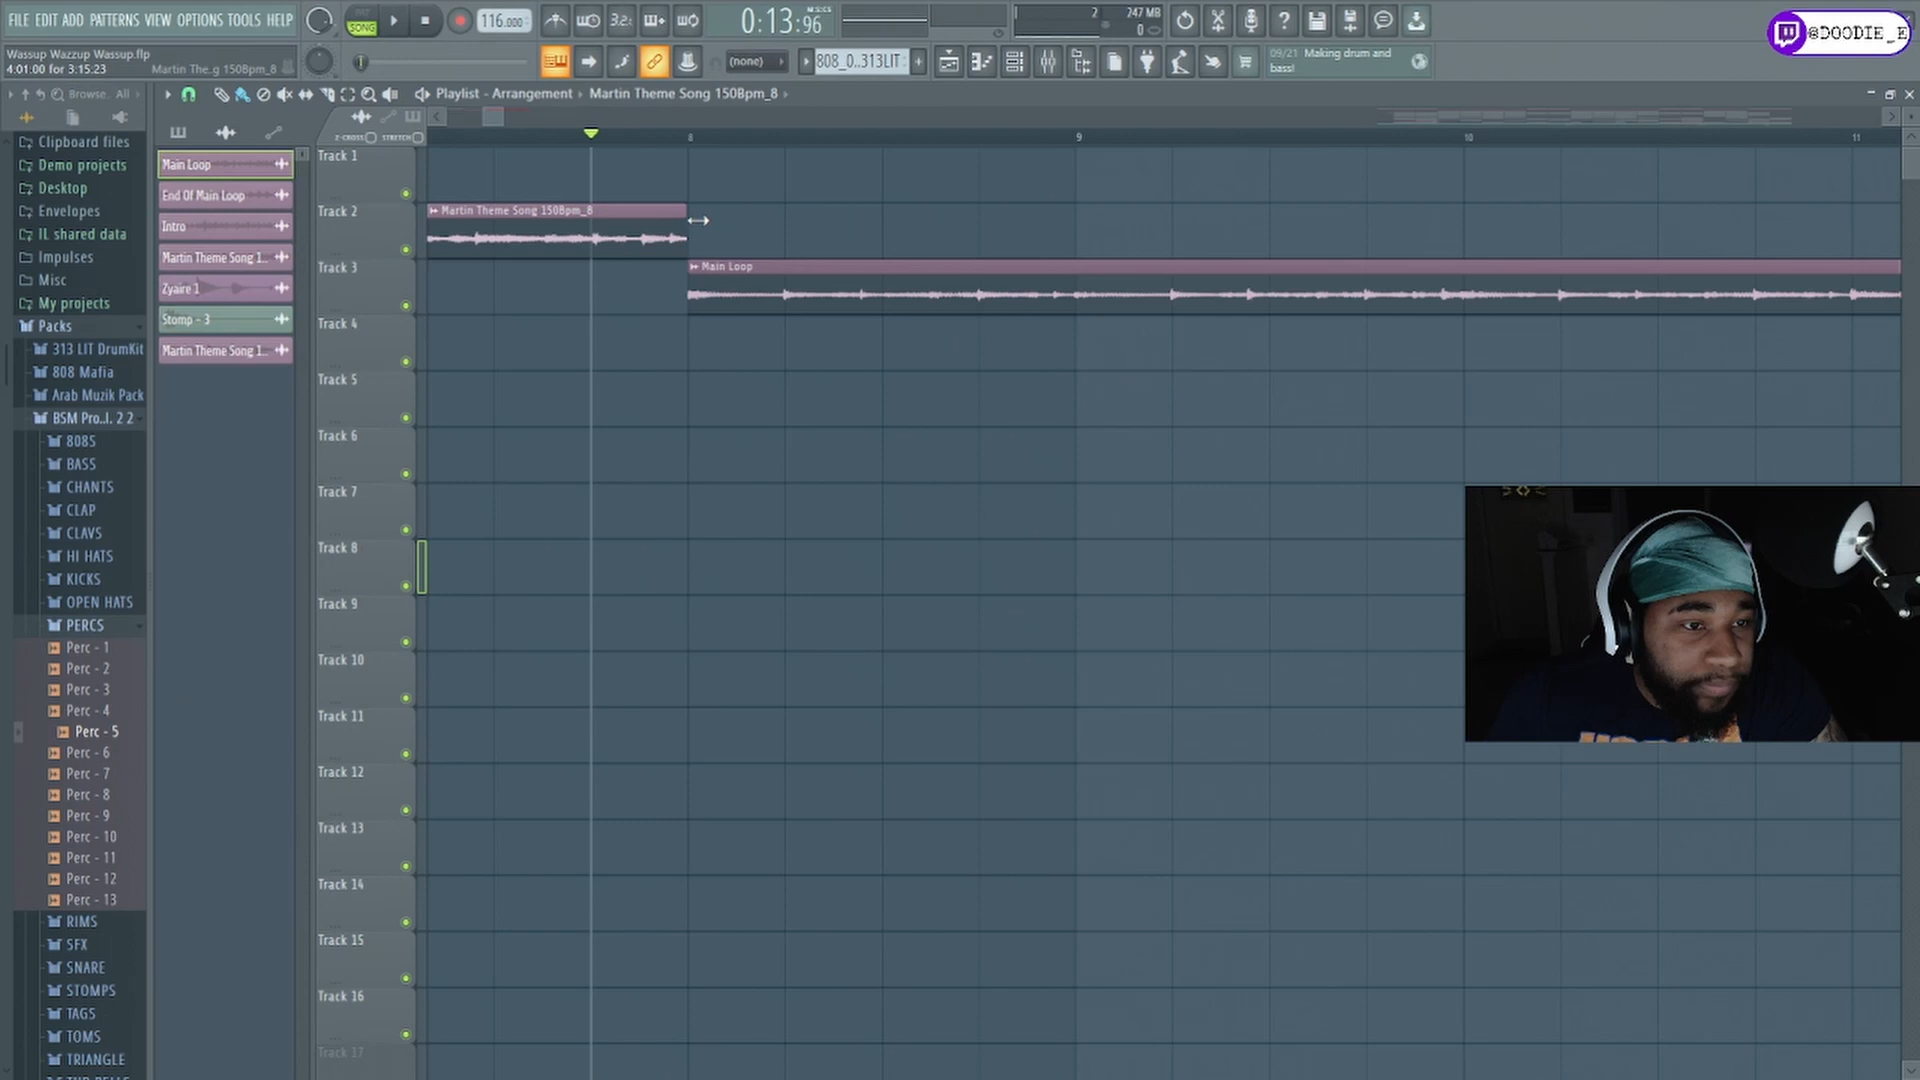 FILE EDIT ADD PATTERNS VIEW OPTIONS TOOLS HELP
PAT
SONG
116.000
3.2.
0:13:96
M:S:CS
2
247 MB
0
@DOODIE_E
Wassup Wazzup Wassup.flp
4:01:00 for 3:15:23
Martin The..g 150Bpm_8
(none)
808_0..313LIT
09/21 Making drum and
bass!
Browse.. All
Playlist - Arrangement
Martin Theme Song 150Bpm_8
Z-CROSS
STRETCH
8
9
10
11
Clipboard files
Demo projects
Desktop
Envelopes
IL shared data
Impulses
Misc
My projects
Packs
313 LIT DrumKit
808 Mafia
Arab Muzik Pack
BSM Pro..l. 2 2
808S
BASS
CHANTS
CLAP
CLAVS
HI HATS
KICKS
OPEN HATS
PERCS
Perc - 1
Perc - 2
Perc - 3
Perc - 4
Perc - 5
Perc - 6
Perc - 7
Perc - 8
Perc - 9
Perc - 10
Perc - 11
Perc - 12
Perc - 13
RIMS
SFX
SNARE
STOMPS
TAGS
TOMS
TRIANGLE
Main Loop
End Of Main Loop
Intro
Martin Theme Song 1..
Zyaire 1
Stomp - 3
Martin Theme Song 1..
Track 1
Track 2
Track 3
Track 4
Track 5
Track 6
Track 7
Track 8
Track 9
Track 10
Track 11
Track 12
Track 13
Track 14
Track 15
Track 16
Track 17
Martin Theme Song 150Bpm_8
Main Loop